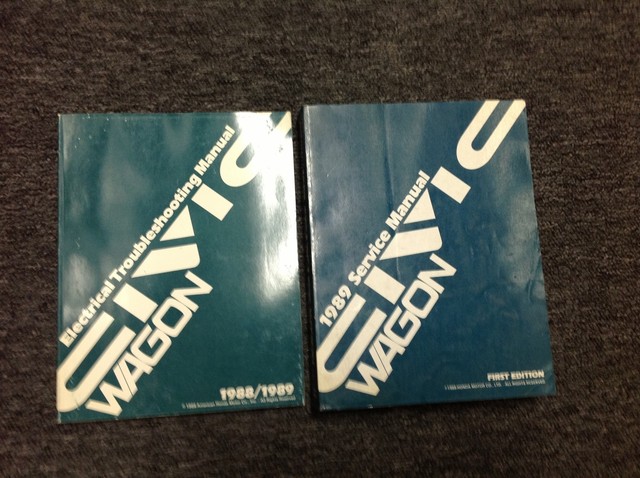 Electrical Troubleshooting Manual
CIVIC
WAGON
1988/1989
1989 Service Manual
CIVIC
WAGON
FIRST EDITION